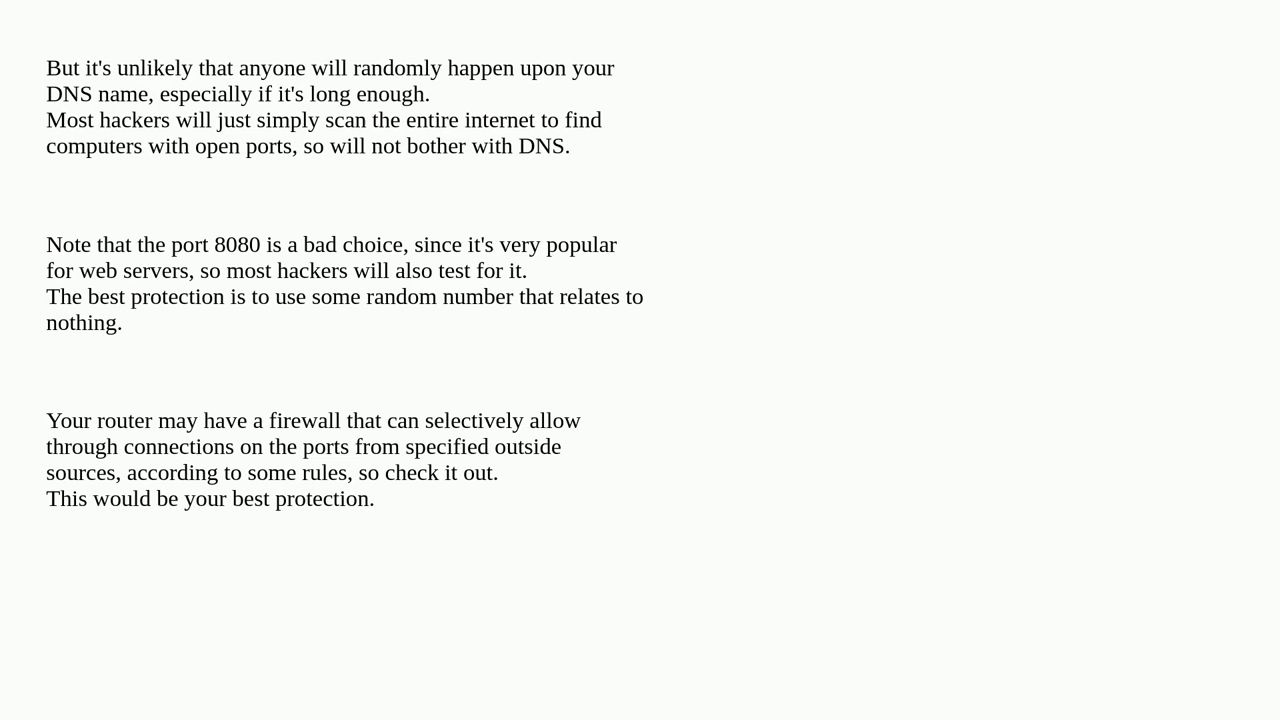 But it's unlikely that anyone will randomly happen upon your
DNS name, especially if it's long enough.
Most hackers will just simply scan the entire internet to find
computers with open ports, so will not bother with DNS.
Note that the port 8080 is a bad choice, since it's very popular
for web servers, so most hackers will also test for it.
The best protection is to use some random number that relates to
nothing.
Your router may have a firewall that can selectively allow
through connections on the ports from specified outside
sources, according to some rules, so check it out.
This would be your best protection.